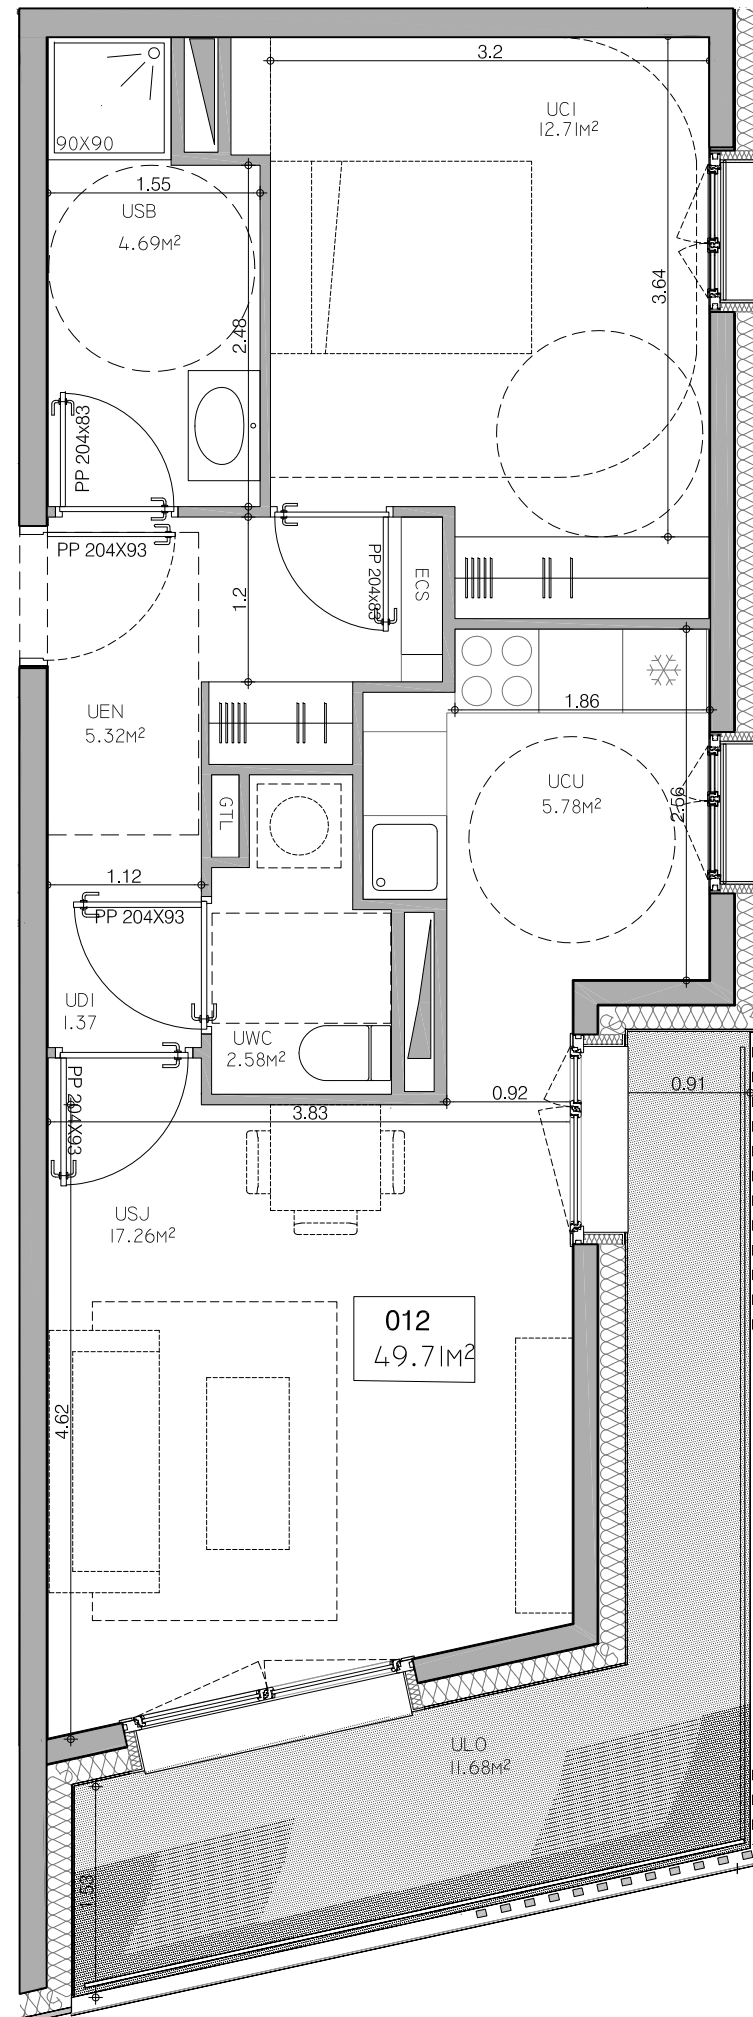 3.2
UCI
12.71M²
90X90
1.55
USB
4.69M²
3.64
2.48
PP 204x83
PP 204X93
PP 204x83
ECS
1.2
UEN
5.32M²
1.86
UCU
5.78M²
2.56
GTL
1.12
PP 204X93
UDI
1.37
UWC
2.58M²
PP 204X93
0.92
0.91
3.83
USJ
17.26M²
012
49.71M²
4.62
ULO
11.68M²
1.53